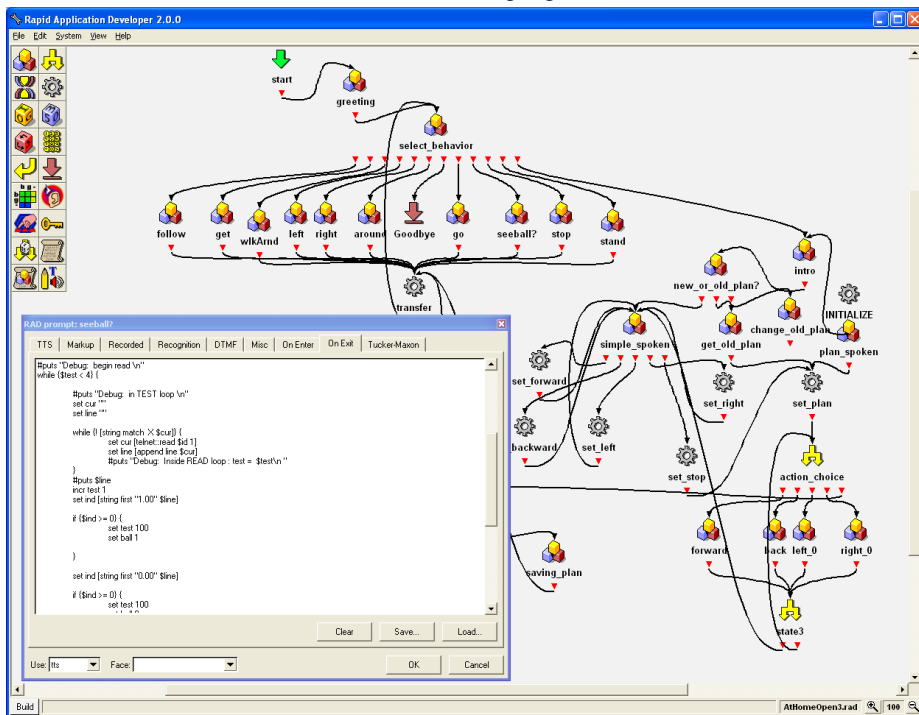 Rapid Application Developer 2.0.0
File Edit System View Help
start
greeting
select_behavior
follow get wlkArnd left right around Goodbye go seeball? stop stand
transfer
intro
new_or_old_plan?
INITIALIZE
change_old_plan
simple_spoken get_old_plan plan_spoken
set_forward
set_right set_plan
backward set_left
set_stop action_choice
forward back left_0 right_0
saving_plan
state3
RAD prompt: seeball?
TTS Markup Recorded Recognition DTMF Misc On Enter On Exit Tucker-Maxon
#puts "Debug: begin read \n"
while {$test < 4} {
#puts "Debug: in TEST loop \n"
set cur ""
set line ""
while {! [string match X $cur]} {
set cur [telnet::read $id 1]
set line [append line $cur]
#puts "Debug: Inside READ loop : test = $test\n "
}
#puts $line
incr test 1
set ind [string first "1.00" $line]
if {$ind >= 0} {
set test 100
set ball 1
}
set ind [string first "0.00" $line]
if {$ind >= 0} {
set test 100
Clear Save... Load...
Use: tts Face: OK Cancel
Build AtHomeOpen3.rad 100